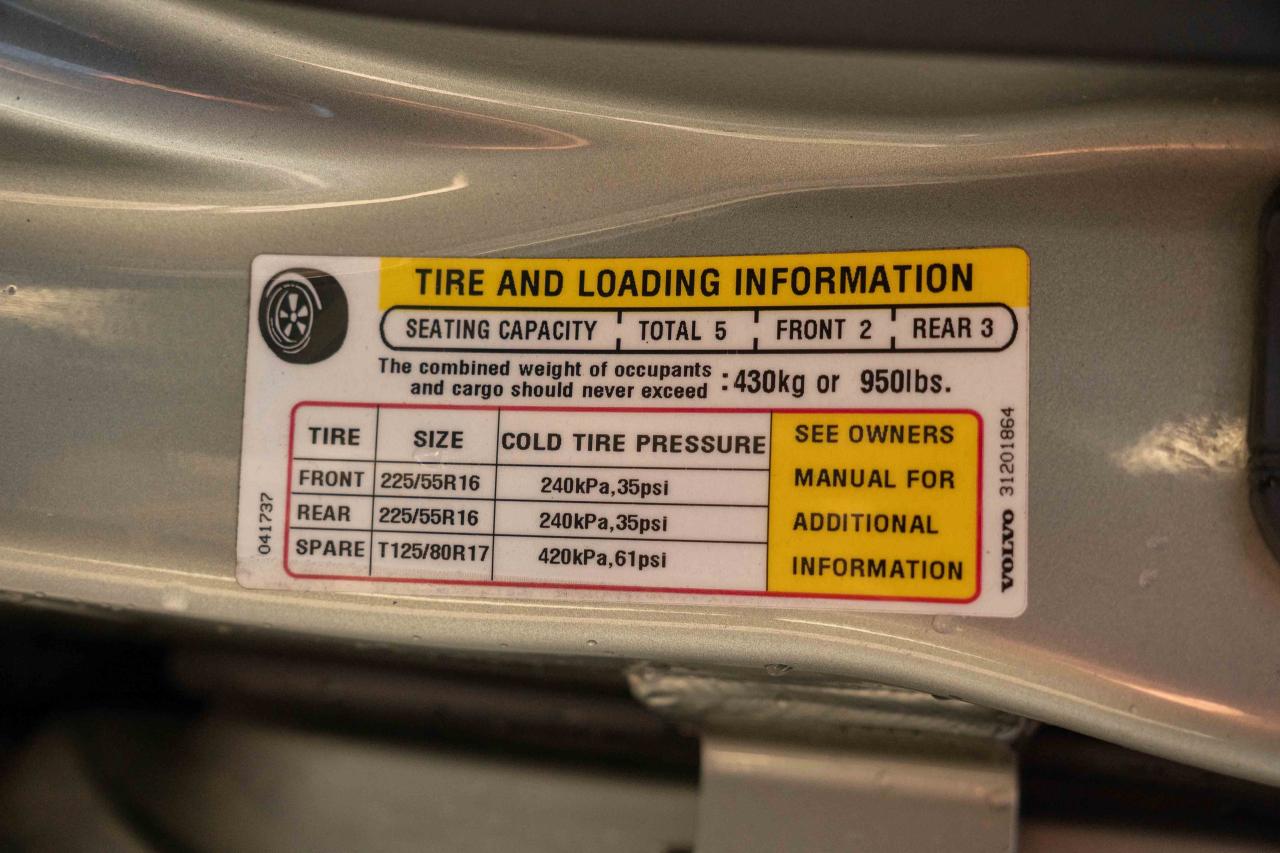 TIRE AND LOADING INFORMATION
SEATING CAPACITY TOTAL 5 FRONT 2 REAR 3
The combined weight of occupants
and cargo should never exceed :430kg or 950lbs.
TIRE SIZE COLD TIRE PRESSURE
FRONT 225/55R16 240kPa,35psi
REAR 225/55R16 240kPa,35psi
SPARE T125/80R17 420kPa,61psi
SEE OWNERS
MANUAL FOR
ADDITIONAL
INFORMATION
041737
VOLVO 31201864